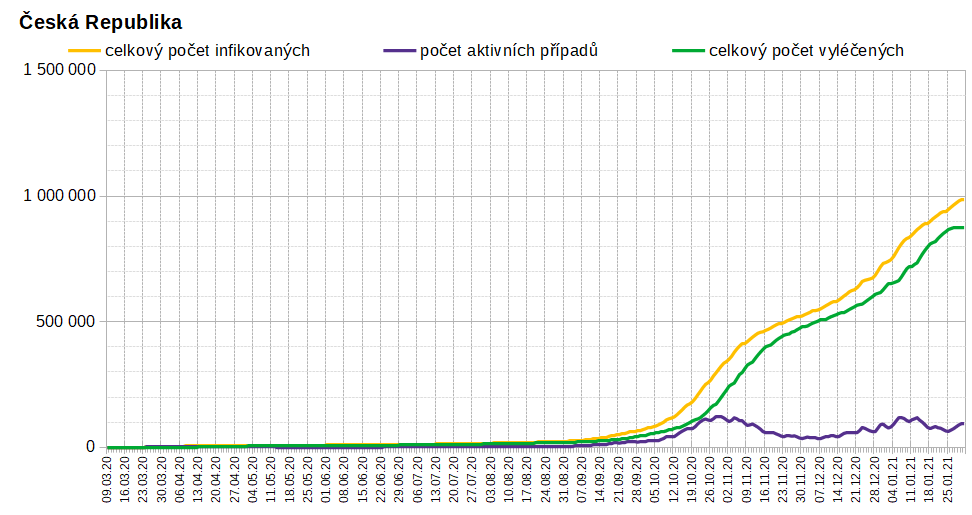 Česká Republika
celkový počet infikovaných počet aktivních případů celkový počet vyléčených
1 500 000
1 000 000
500 000
0
09.03.20 16.03.20 23.03.20 30.03.20 06.04.20 13.04.20 20.04.20 27.04.20 04.05.20 11.05.20 18.05.20 25.05.20 01.06.20 08.06.20 15.06.20 22.06.20 29.06.20 06.07.20 13.07.20 20.07.20 27.07.20 03.08.20 10.08.20 17.08.20 24.08.20 31.08.20 07.09.20 14.09.20 21.09.20 28.09.20 05.10.20 12.10.20 19.10.20 26.10.20 02.11.20 09.11.20 16.11.20 23.11.20 30.11.20 07.12.20 14.12.20 21.12.20 28.12.20 04.01.21 11.01.21 18.01.21 25.01.21